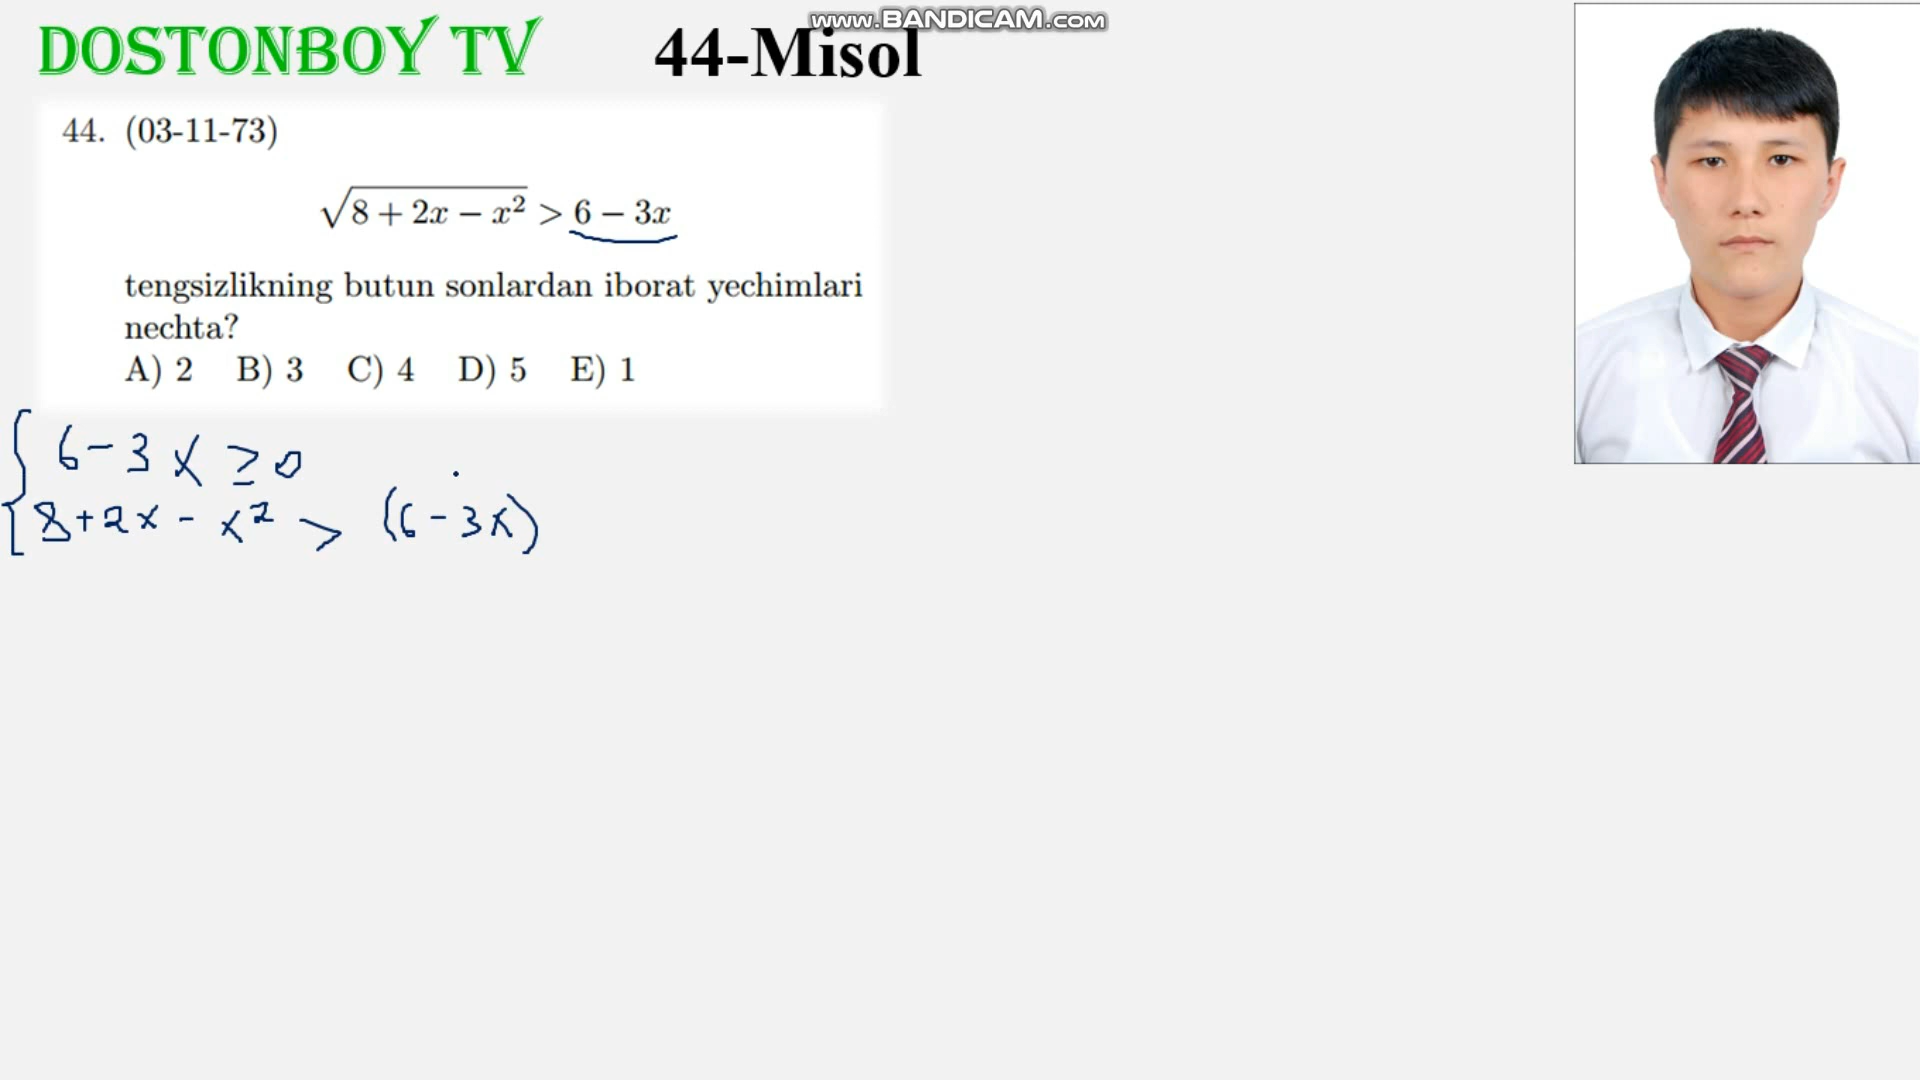 www.BANDICAM.com
DOSTONBOY TV
44-Misol
44. (03-11-73)
√(8 + 2x − x²) > 6 − 3x
tengsizlikning butun sonlardan iborat yechimlari
nechta?
A) 2 B) 3 C) 4 D) 5 E) 1
6 - 3x ≥ 0
8 + 2x - x² > (6 - 3x)